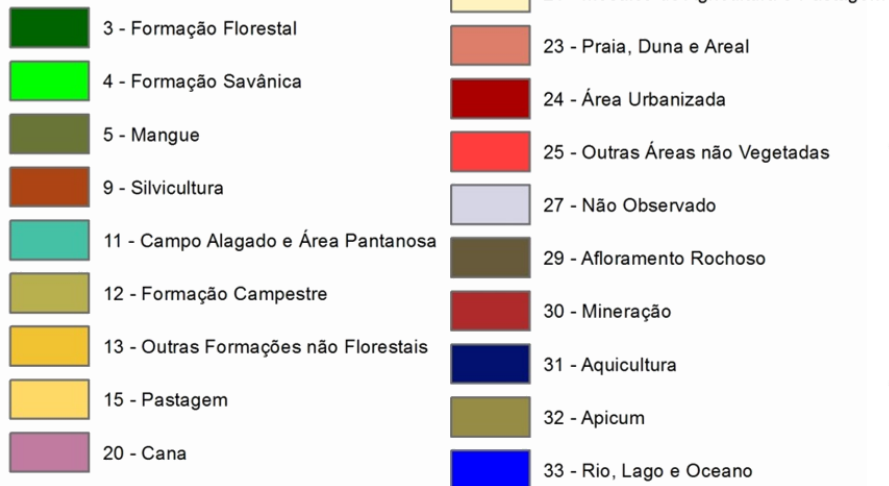 3 - Formação Florestal
4 - Formação Savânica
5 - Mangue
9 - Silvicultura
11 - Campo Alagado e Área Pantanosa
12 - Formação Campestre
13 - Outras Formações não Florestais
15 - Pastagem
20 - Cana
23 - Praia, Duna e Areal
24 - Área Urbanizada
25 - Outras Áreas não Vegetadas
27 - Não Observado
29 - Afloramento Rochoso
30 - Mineração
31 - Aquicultura
32 - Apicum
33 - Rio, Lago e Oceano